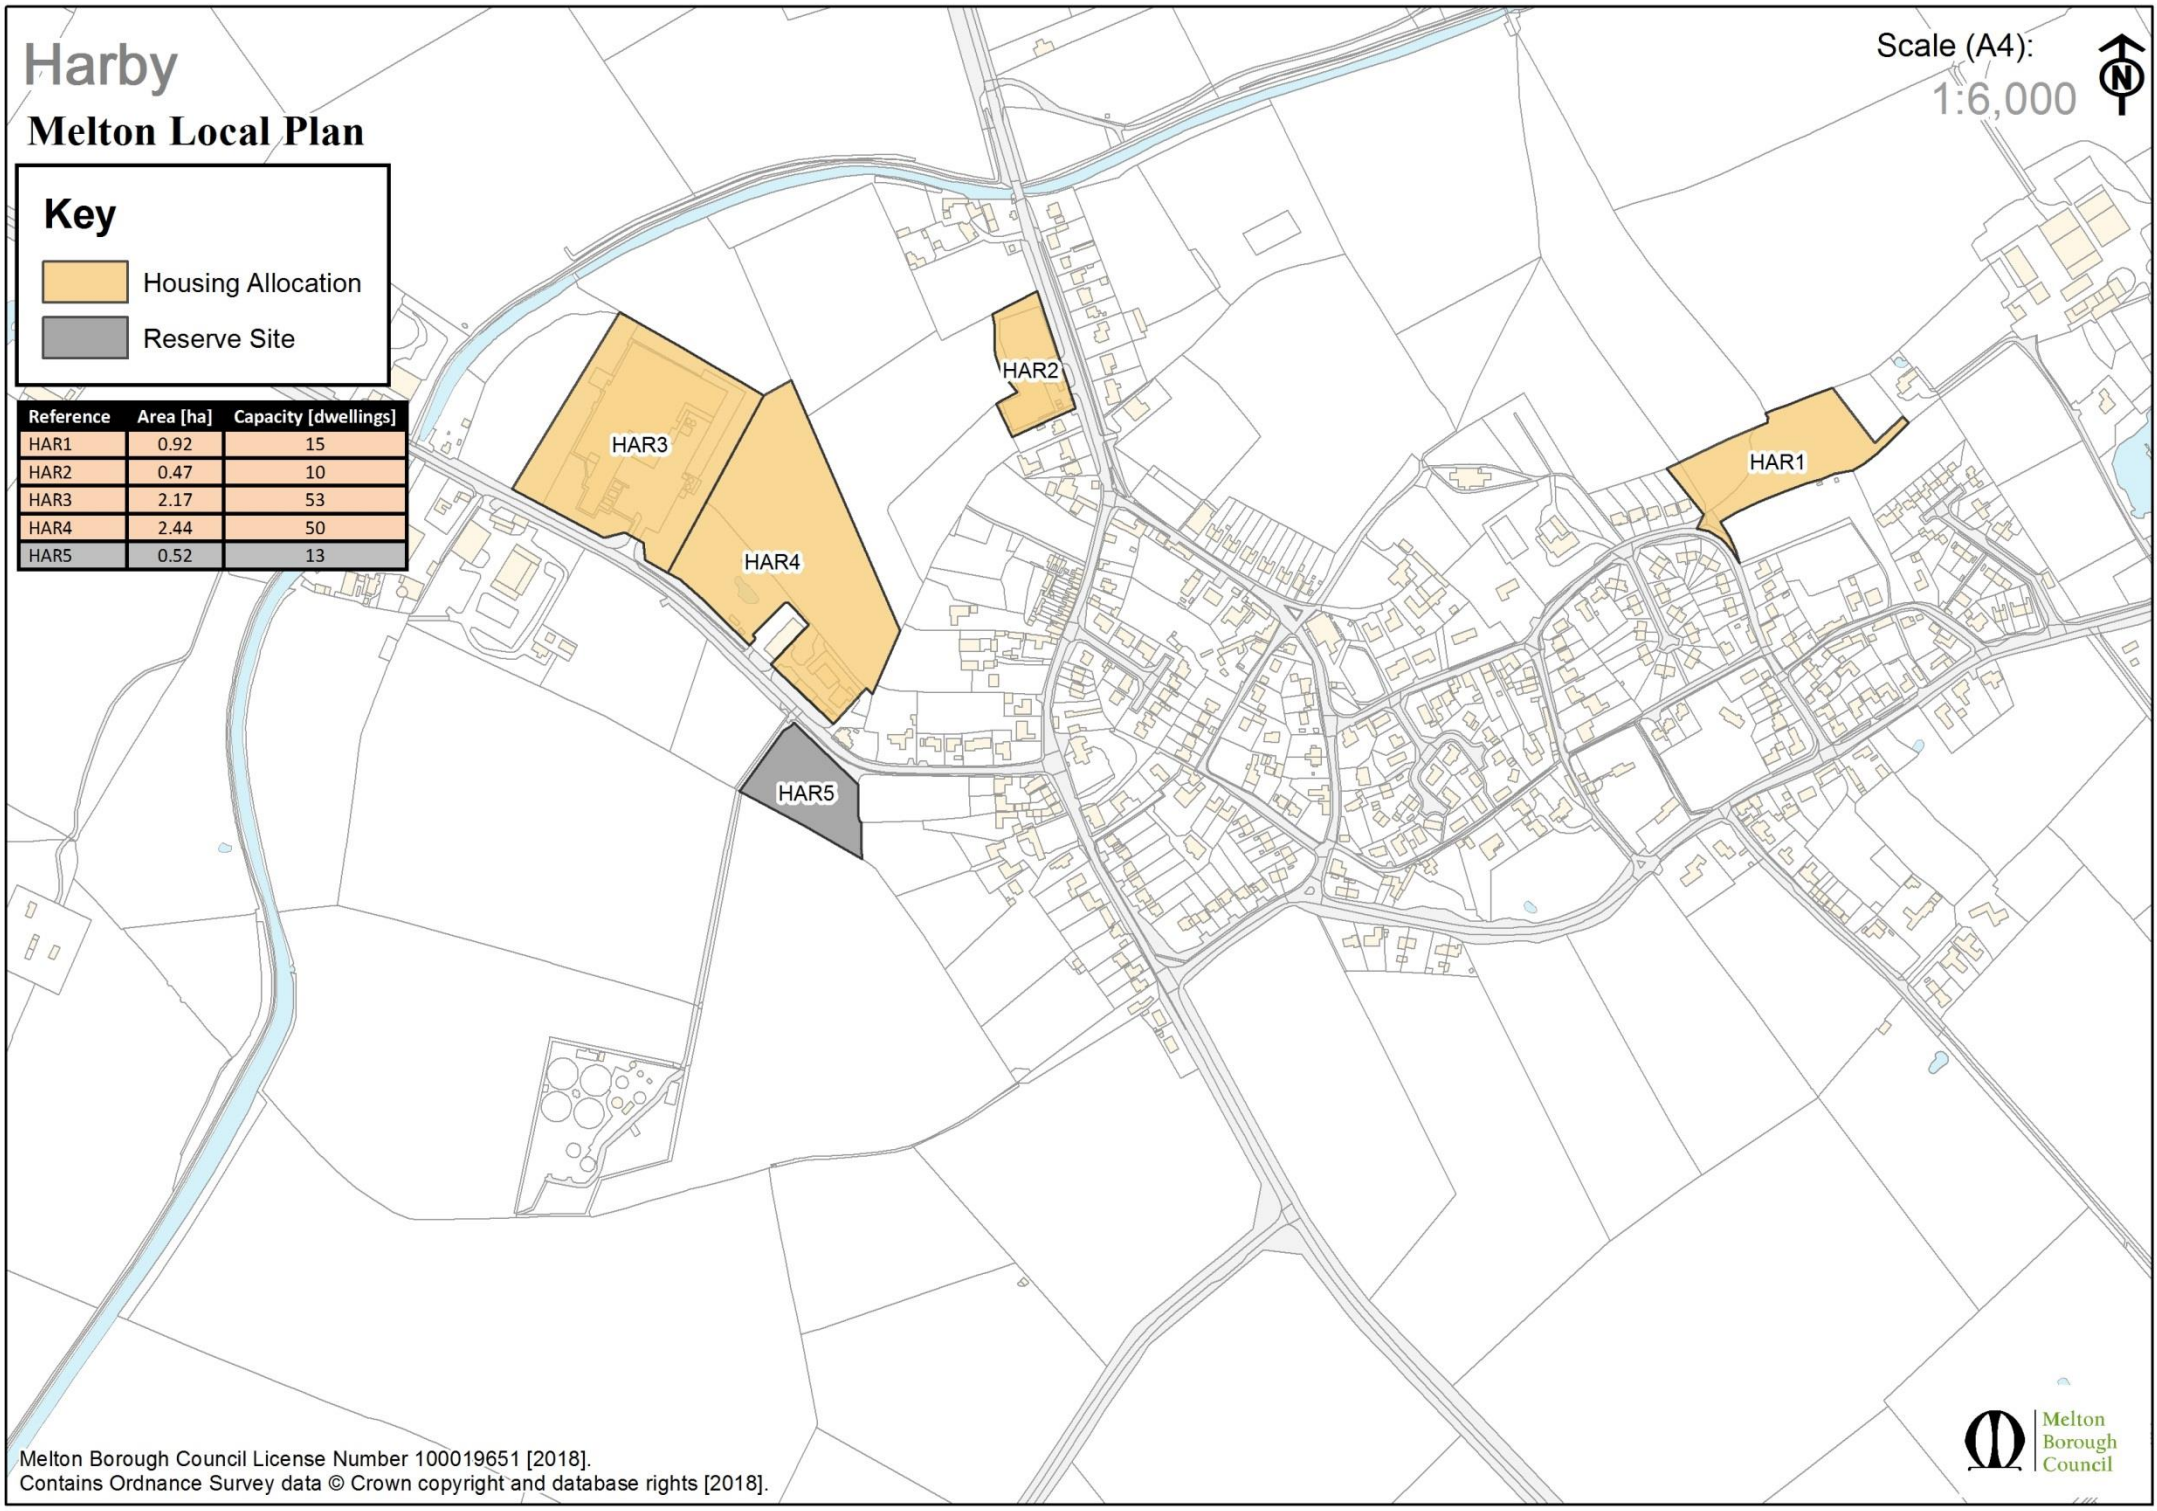 Harby
Melton Local Plan
Scale (A4):
1:6,000
N
Key
Housing Allocation
Reserve Site
Reference Area [ha] Capacity [dwellings]
HAR1 0.92 15
HAR2 0.47 10
HAR3 2.17 53
HAR4 2.44 50
HAR5 0.52 13
HAR2
HAR3
HAR1
HAR4
HAR5
Melton Borough Council License Number 100019651 [2018].
Contains Ordnance Survey data © Crown copyright and database rights [2018].
Melton
Borough
Council